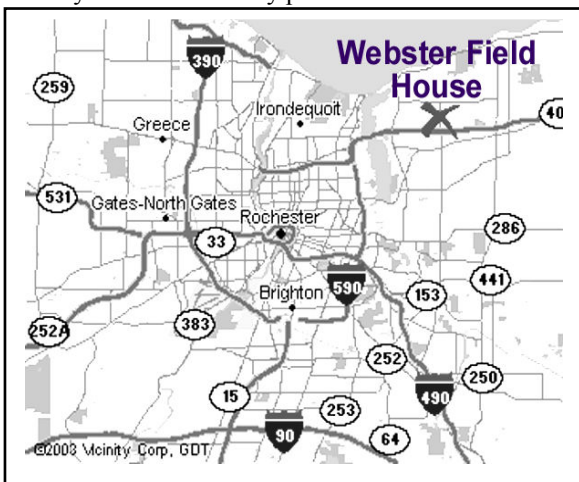 Webster Field
House
390
259
Irondequoit
Greece
40
531
Gates-North Gates
Rochester
33
286
590
441
Brighton
153
252A
383
252
250
15
490
253
90
64
©2003 Vicinity Corp, GDT